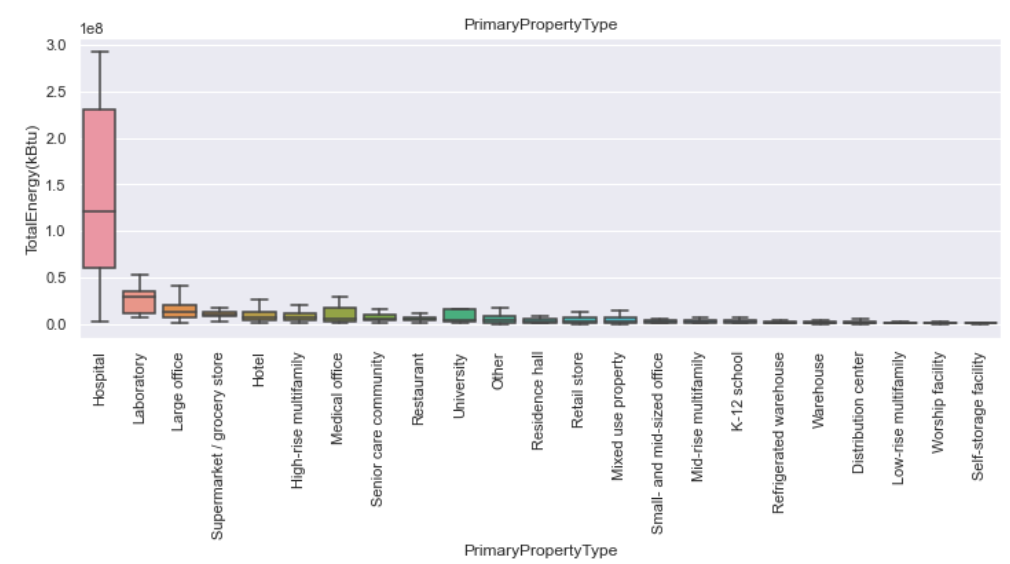 PrimaryPropertyType
1e8
3.0
2.5
2.0
1.5
1.0
0.5
0.0
TotalEnergy(kBtu)
Hospital
Laboratory
Large office
Supermarket / grocery store
Hotel
High-rise multifamily
Medical office
Senior care community
Restaurant
University
Other
Residence hall
Retail store
Mixed use property
Small- and mid-sized office
Mid-rise multifamily
K-12 school
Refrigerated warehouse
Warehouse
Distribution center
Low-rise multifamily
Worship facility
Self-storage facility
PrimaryPropertyType